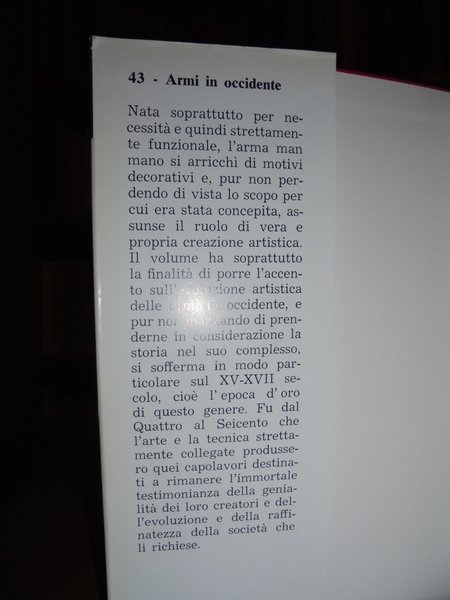 43 - Armi in occidente
Nata soprattutto per ne-
cessità e quindi strettamen-
te funzionale, l'arma man
mano si arricchì di motivi
decorativi e, pur non per-
dendo di vista lo scopo per
cui era stata concepita, as-
sunse il ruolo di vera e
propria creazione artistica.
Il volume ha soprattutto
la finalità di porre l'accen-
to sull'evoluzione artistica
delle armi in occidente, e
pur non mancando di pren-
derne in considerazione la
storia nel suo complesso,
si sofferma in modo par-
ticolare sul XV-XVII se-
colo, cioè l'epoca d'oro
di questo genere. Fu dal
Quattro al Seicento che
l'arte e la tecnica stretta-
mente collegate produsse-
ro quei capolavori destina-
ti a rimanere l'immortale
testimonianza della genia-
lità dei loro creatori e del-
l'evoluzione e della raffi-
natezza della società che
li richiese.